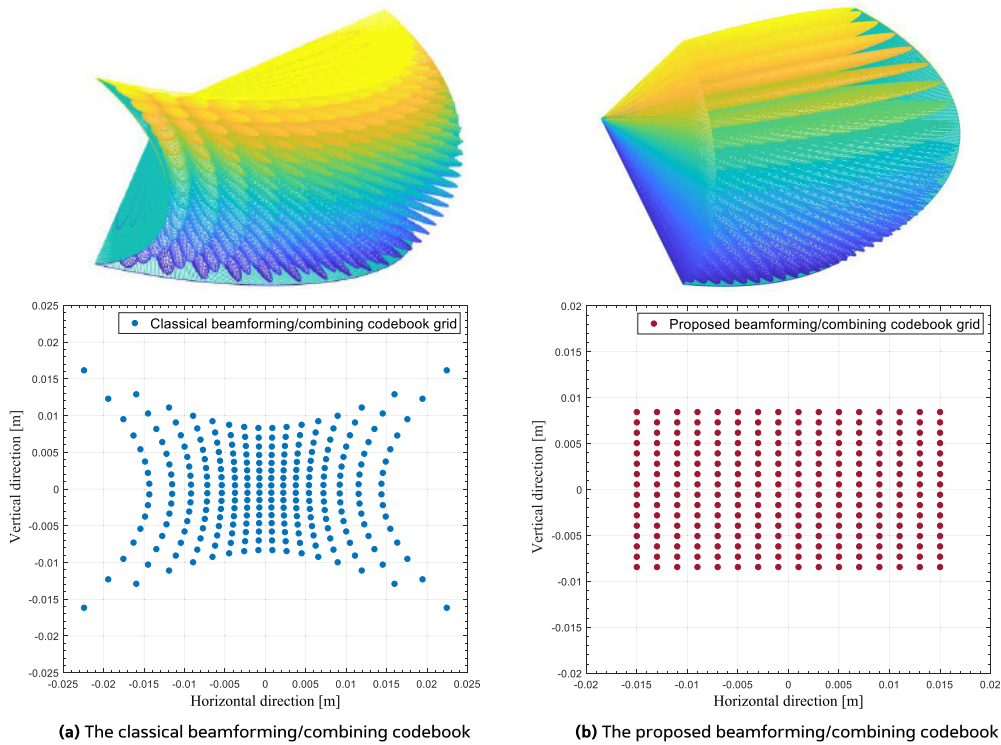 Classical beamforming/combining codebook grid
0.025
0.02
0.015
0.01
0.005
0
-0.005
-0.01
-0.015
-0.02
-0.025
Vertical direction [m]
-0.025 -0.02 -0.015 -0.01 -0.005 0 0.005 0.01 0.015 0.02 0.025
Horizontal direction [m]
(a) The classical beamforming/combining codebook
Proposed beamforming/combining codebook grid
0.02
0.015
0.01
0.005
0
-0.005
-0.01
-0.015
-0.02
Vertical direction [m]
-0.02 -0.015 -0.01 -0.005 0 0.005 0.01 0.015 0.02
Horizontal direction [m]
(b) The proposed beamforming/combining codebook